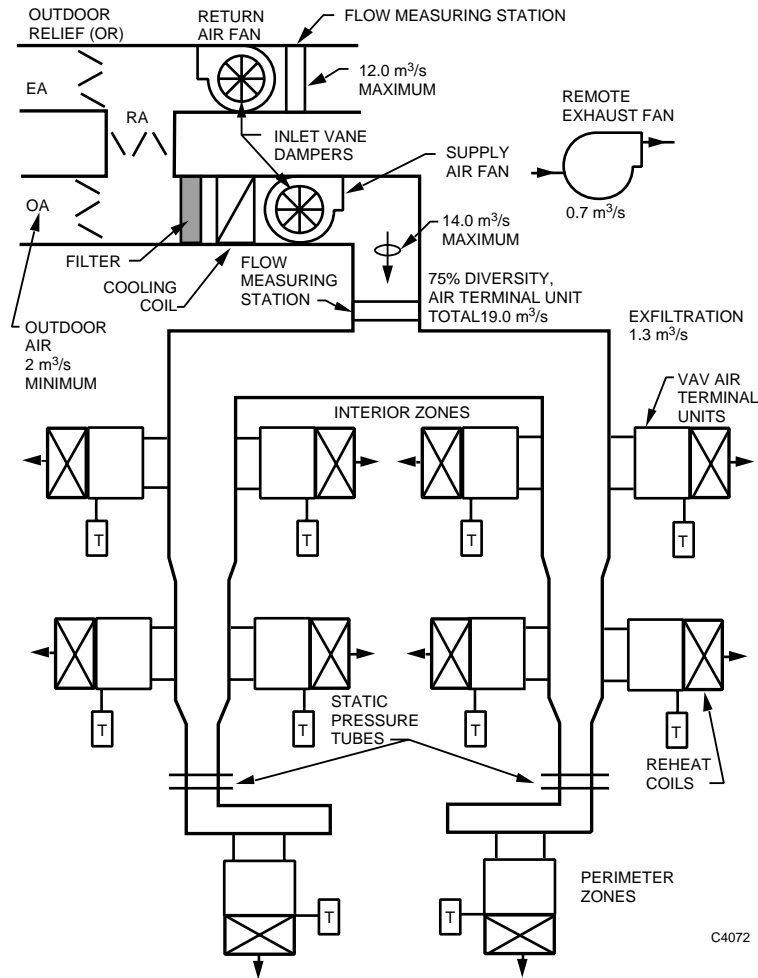 OUTDOOR
RELIEF (OR)
RETURN
AIR FAN
FLOW MEASURING STATION
12.0 m³/s
MAXIMUM
EA
RA
INLET VANE
DAMPERS
REMOTE
EXHAUST FAN
0.7 m³/s
SUPPLY
AIR FAN
OA
14.0 m³/s
MAXIMUM
FILTER
COOLING
COIL
FLOW
MEASURING
STATION
75% DIVERSITY,
AIR TERMINAL UNIT
TOTAL19.0 m³/s
OUTDOOR
AIR
2 m³/s
MINIMUM
EXFILTRATION
1.3 m³/s
VAV AIR
TERMINAL
UNITS
INTERIOR ZONES
T
T
T
T
T
T
T
T
STATIC
PRESSURE
TUBES
REHEAT
COILS
T
T
PERIMETER
ZONES
C4072